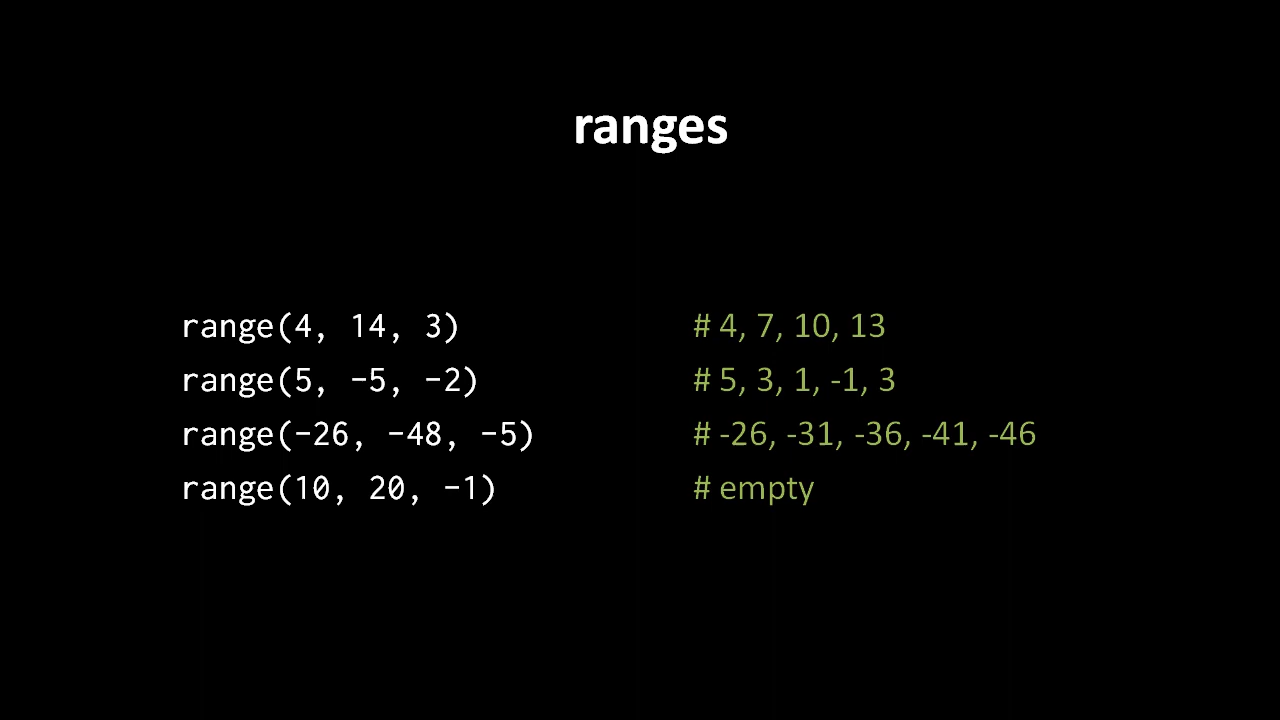 ranges
range(4, 14, 3) # 4, 7, 10, 13
range(5, -5, -2) # 5, 3, 1, -1, 3
range(-26, -48, -5) # -26, -31, -36, -41, -46
range(10, 20, -1) # empty